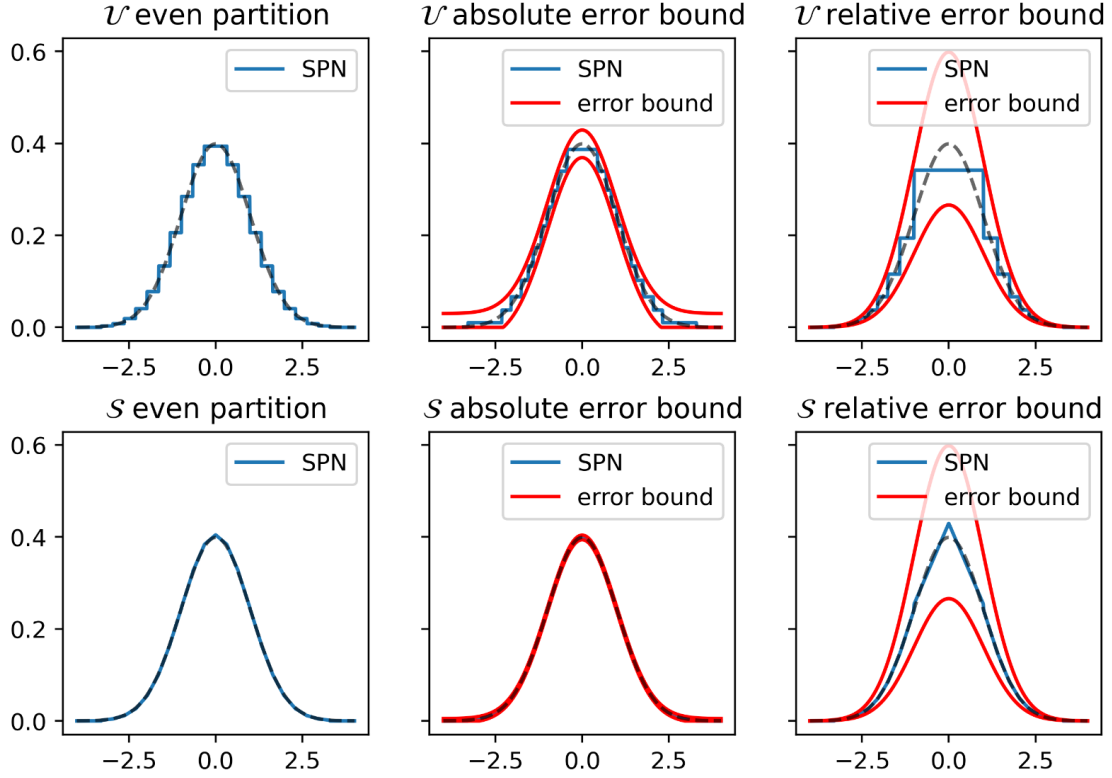 𝒰 even partition
𝒰 absolute error bound
𝒰 relative error bound
0.6
0.4
0.2
0.0
SPN
−2.5 0.0 2.5
SPN
error bound
−2.5 0.0 2.5
SPN
error bound
−2.5 0.0 2.5
𝒮 even partition
𝒮 absolute error bound
𝒮 relative error bound
0.6
0.4
0.2
0.0
SPN
−2.5 0.0 2.5
SPN
error bound
−2.5 0.0 2.5
SPN
error bound
−2.5 0.0 2.5